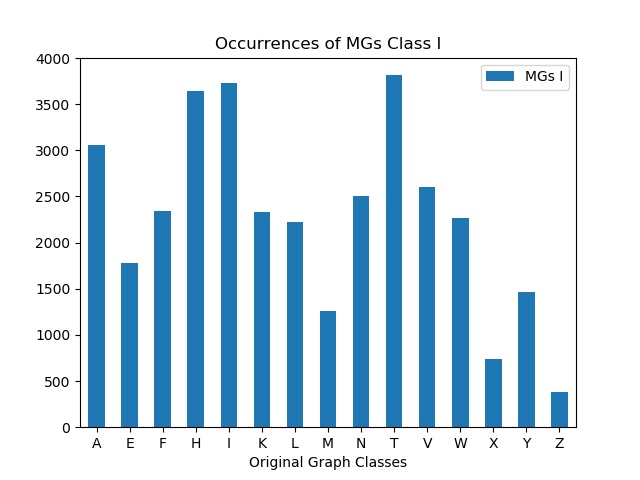 Occurrences of MGs Class I
MGs I
4000
3500
3000
2500
2000
1500
1000
500
0
A E F H I K L M N T V W X Y Z
Original Graph Classes